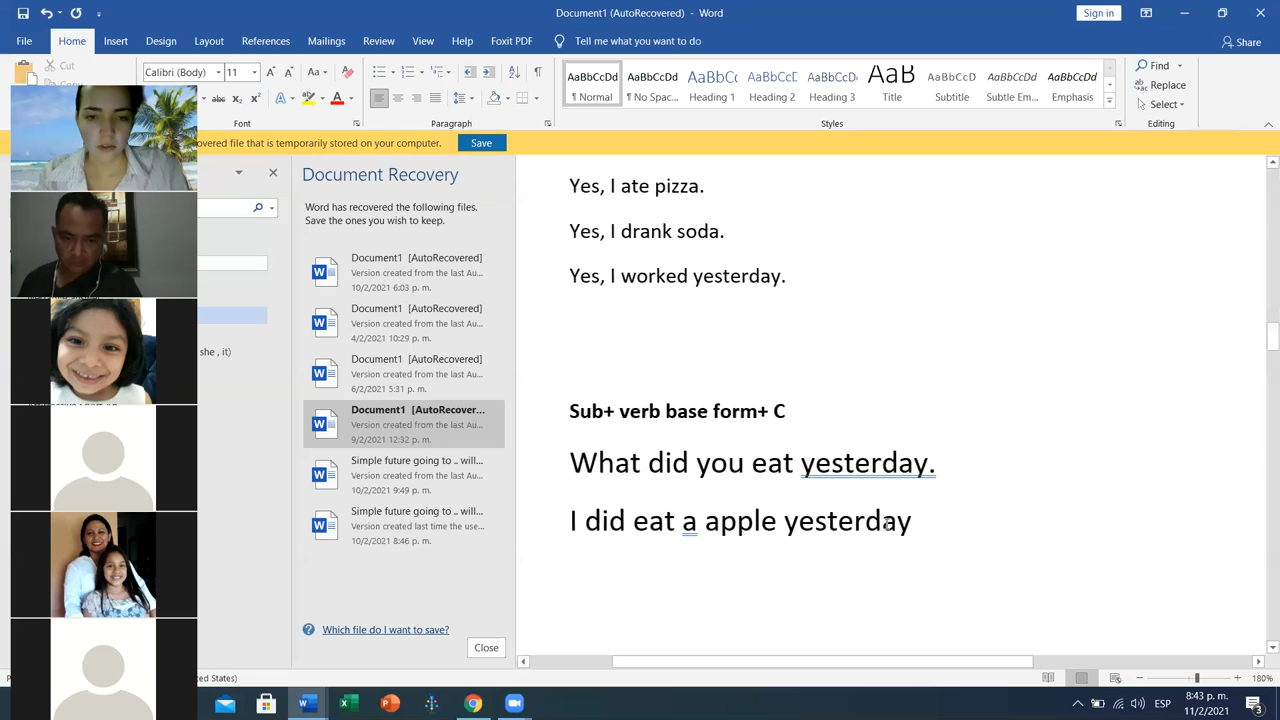 Document1 (AutoRecovered) - Word
Sign in
File Home Insert Design Layout References Mailings Review View Foxit PDF Tell me what you want to do
Share
Cut
Calibri (Body) 11
Font
Paragraph
AaBbCcDd AaBbCcDd AaBbC AaBbCcD AaBbCcD AaB AaBbCcD AaBbCcDd AaBbCcDd
¶ Normal ¶ No Spac... Heading 1 Heading 2 Heading 3 Title Subtitle Subtle Em... Emphasis
Styles
Find
Replace
Select
Editing
overed file that is temporarily stored on your computer. Save
she , it)
Document Recovery
Word has recovered the following files.
Save the ones you wish to keep.
Document1 [AutoRecovered]
Version created from the last Au...
10/2/2021 6:03 p. m.
Document1 [AutoRecovered]
Version created from the last Au...
4/2/2021 10:29 p. m.
Document1 [AutoRecovered]
Version created from the last Au...
6/2/2021 5:31 p. m.
Document1 [AutoRecover...
Version created from the last Au...
9/2/2021 12:32 p. m.
Simple future going to .. will...
Version created from the last Au...
10/2/2021 9:49 p. m.
Simple future going to .. will...
Version created last time the use...
10/2/2021 8:46 p. m.
Which file do I want to save?
Close
Yes, I ate pizza.
Yes, I drank soda.
Yes, I worked yesterday.
Sub+ verb base form+ C
What did you eat yesterday.
I did eat a apple yesterday
d States)
180%
ESP
8:43 p. m.
11/2/2021
3